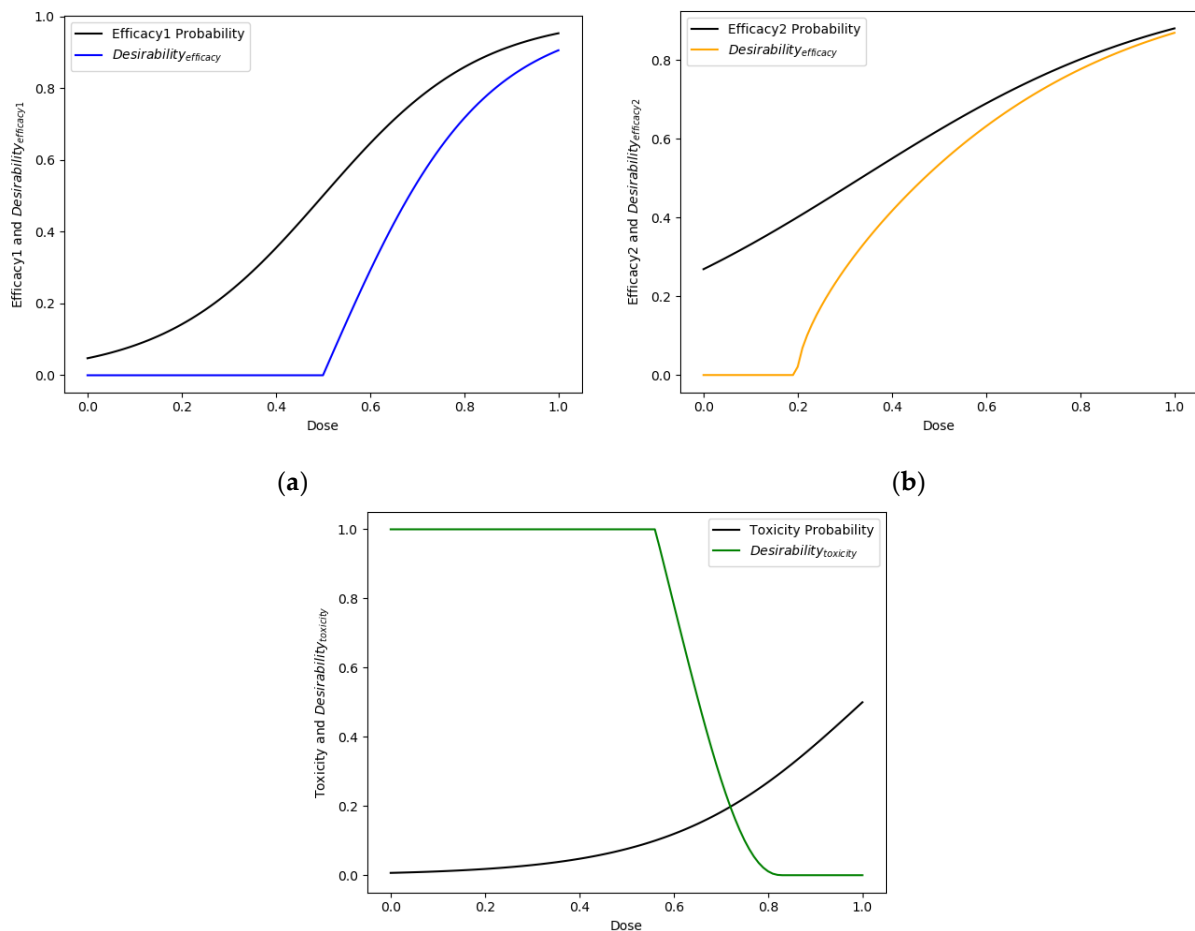 Efficacy1 Probability
Desirability_efficacy
Efficacy1 and Desirability_efficacy1
1.0
0.8
0.6
0.4
0.2
0.0
0.0 0.2 0.4 0.6 0.8 1.0
Dose
(a)
Efficacy2 Probability
Desirability_efficacy
Efficacy2 and Desirability_efficacy2
0.8
0.6
0.4
0.2
0.0
0.0 0.2 0.4 0.6 0.8 1.0
Dose
(b)
Toxicity Probability
Desirability_toxicity
Toxicity and Desirability_toxicity
1.0
0.8
0.6
0.4
0.2
0.0
0.0 0.2 0.4 0.6 0.8 1.0
Dose